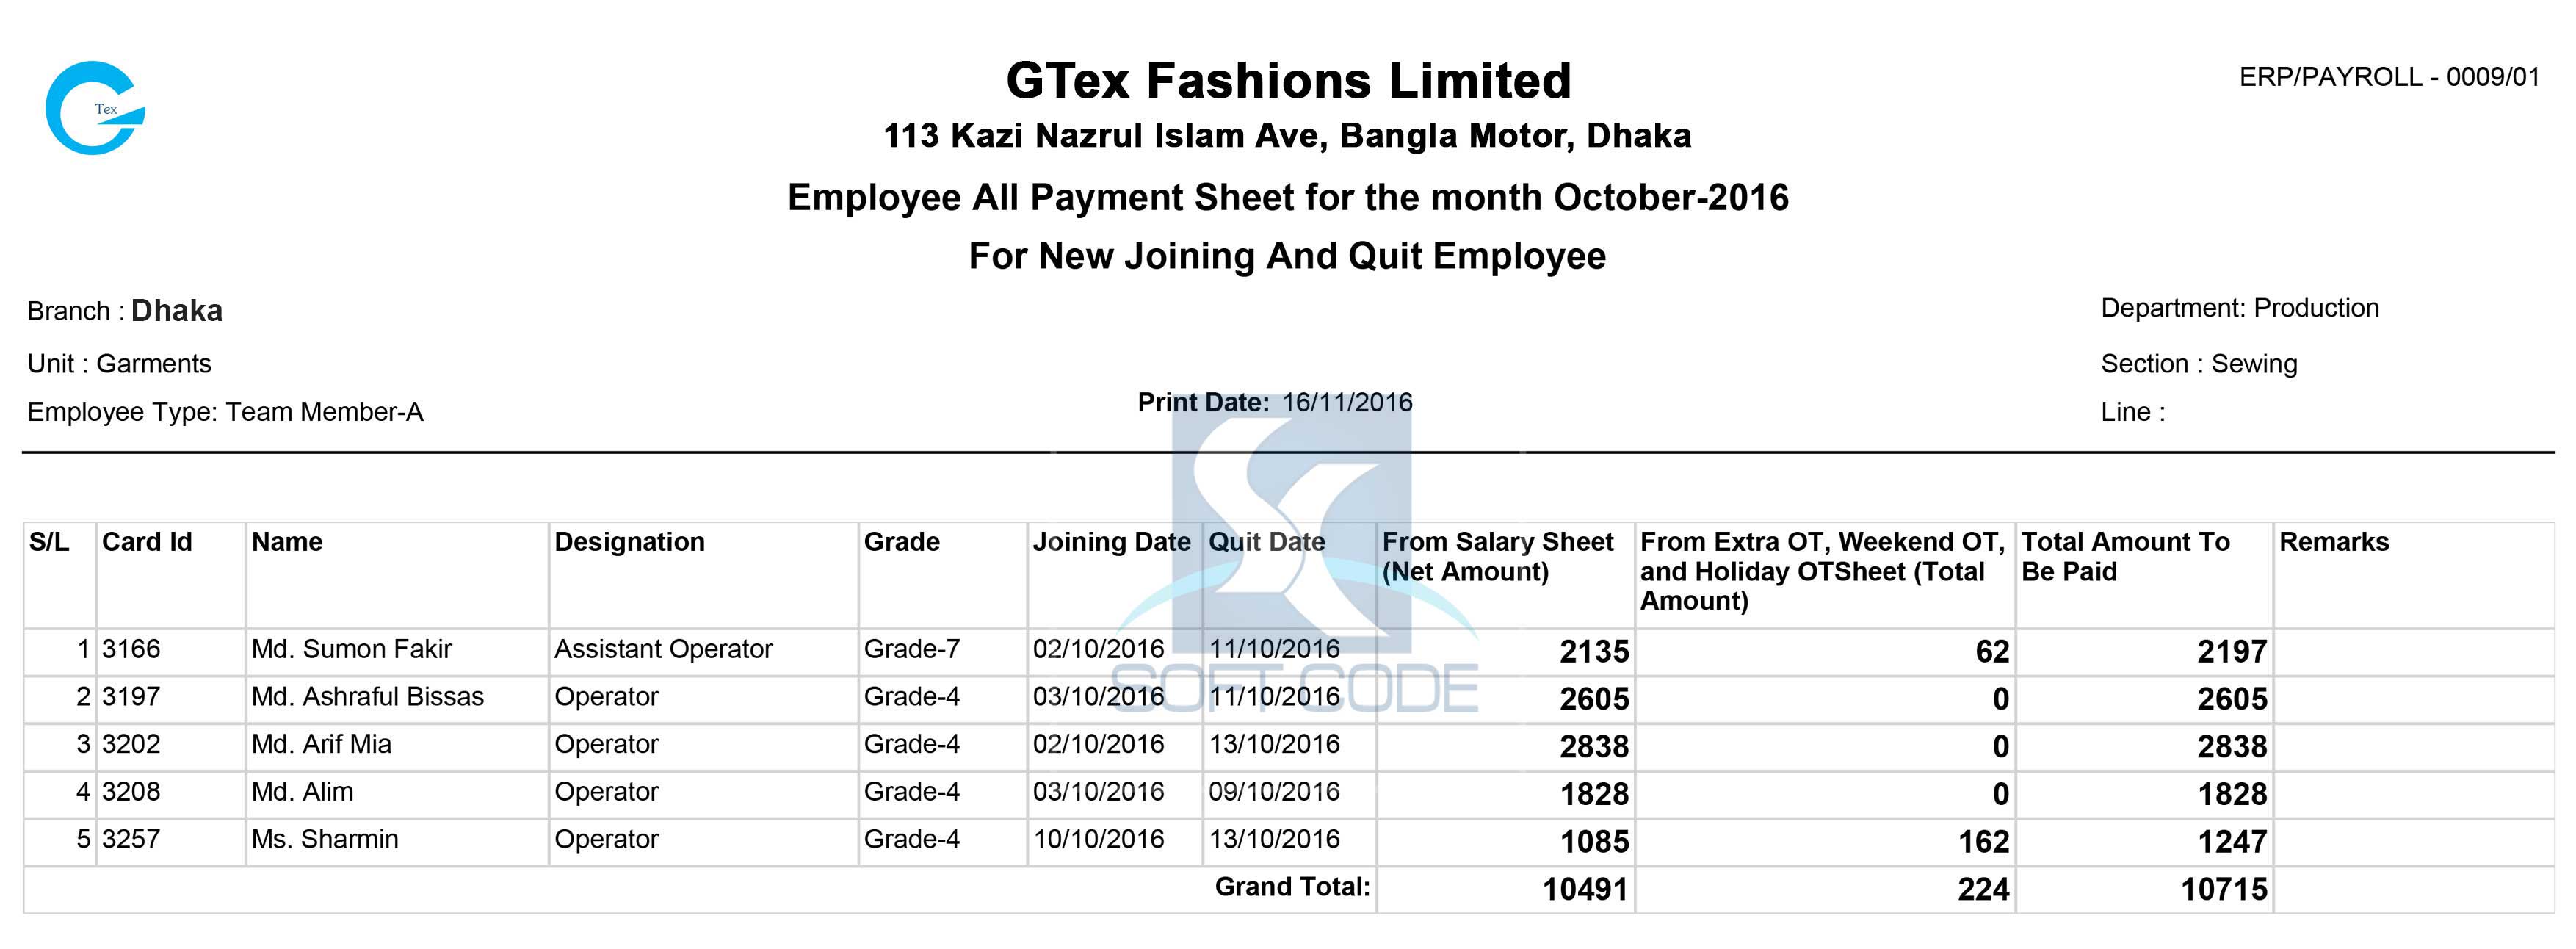 Tex
GTex Fashions Limited
ERP/PAYROLL - 0009/01
113 Kazi Nazrul Islam Ave, Bangla Motor, Dhaka
Employee All Payment Sheet for the month October-2016
For New Joining And Quit Employee
Branch : Dhaka
Department: Production
Unit : Garments
Section : Sewing
Employee Type: Team Member-A
Print Date: 16/11/2016
Line :
S/L Card Id Name Designation Grade Joining Date Quit Date From Salary Sheet (Net Amount) From Extra OT, Weekend OT, and Holiday OTSheet (Total Amount) Total Amount To Be Paid Remarks
1 3166 Md. Sumon Fakir Assistant Operator Grade-7 02/10/2016 11/10/2016 2135 62 2197
2 3197 Md. Ashraful Bissas Operator Grade-4 03/10/2016 11/10/2016 2605 0 2605
3 3202 Md. Arif Mia Operator Grade-4 02/10/2016 13/10/2016 2838 0 2838
4 3208 Md. Alim Operator Grade-4 03/10/2016 09/10/2016 1828 0 1828
5 3257 Ms. Sharmin Operator Grade-4 10/10/2016 13/10/2016 1085 162 1247
Grand Total: 10491 224 10715
SOFT CODE